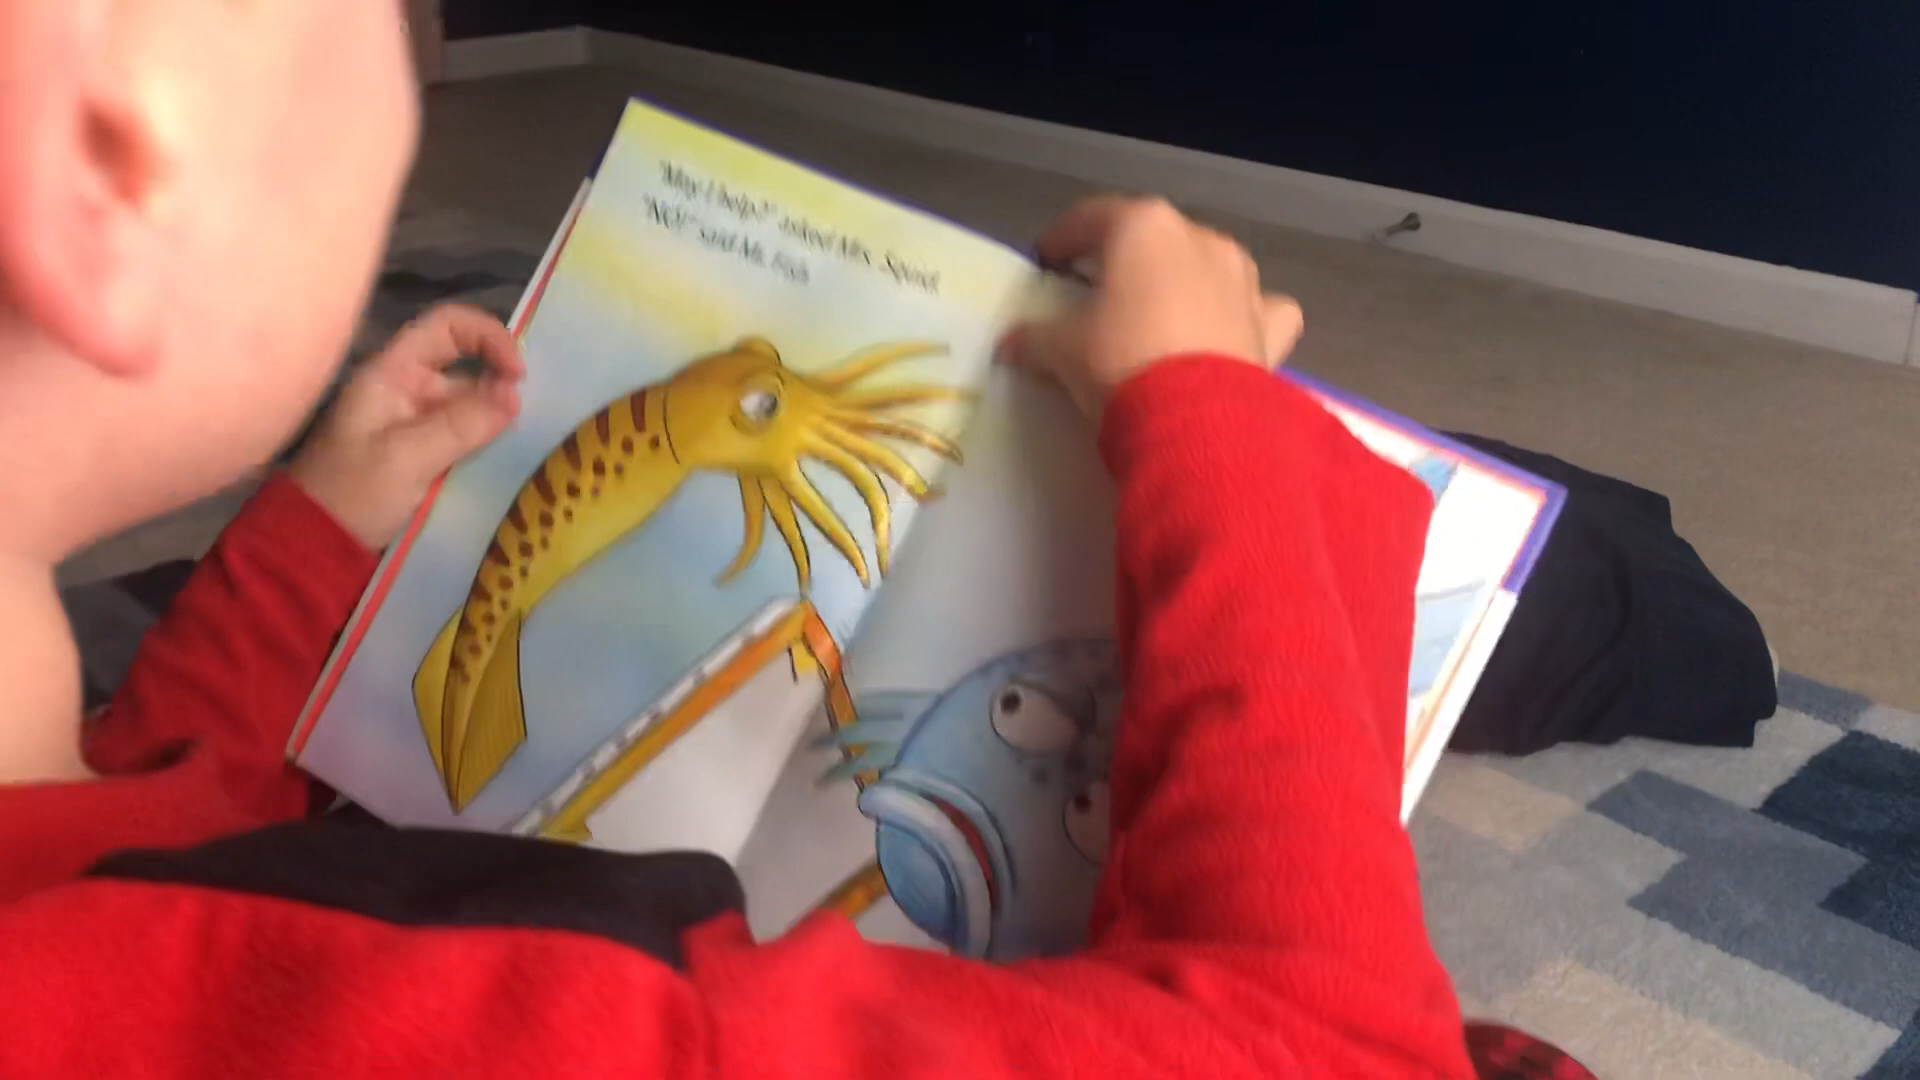 "May I help?" asked Mrs. Squid.
"NO!" said Mr. Fish.